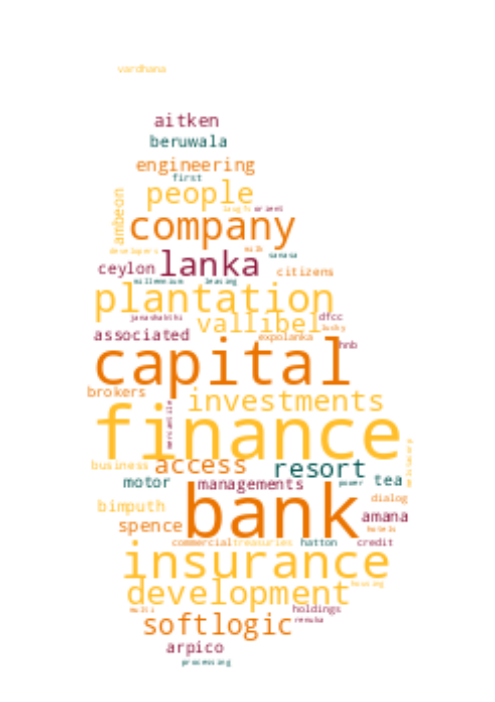 vardhana
aitken
beruwala
engineering
first
people
ambeon
laugfs orient
company
developers milk
sanasa
ceylon lanka citizens
millennium leasing
plantation
janashakthi vallibel dfcc
lucky
associated expolanka hnb
capital
brokers investments
mercantile
finance
business access resort
motor managements power tea
dialog
bimputh bank amana
spence hotels
commercial treasuries hatton credit
insurance
development housing
multi holdings
softlogic renuka
arpico
processing